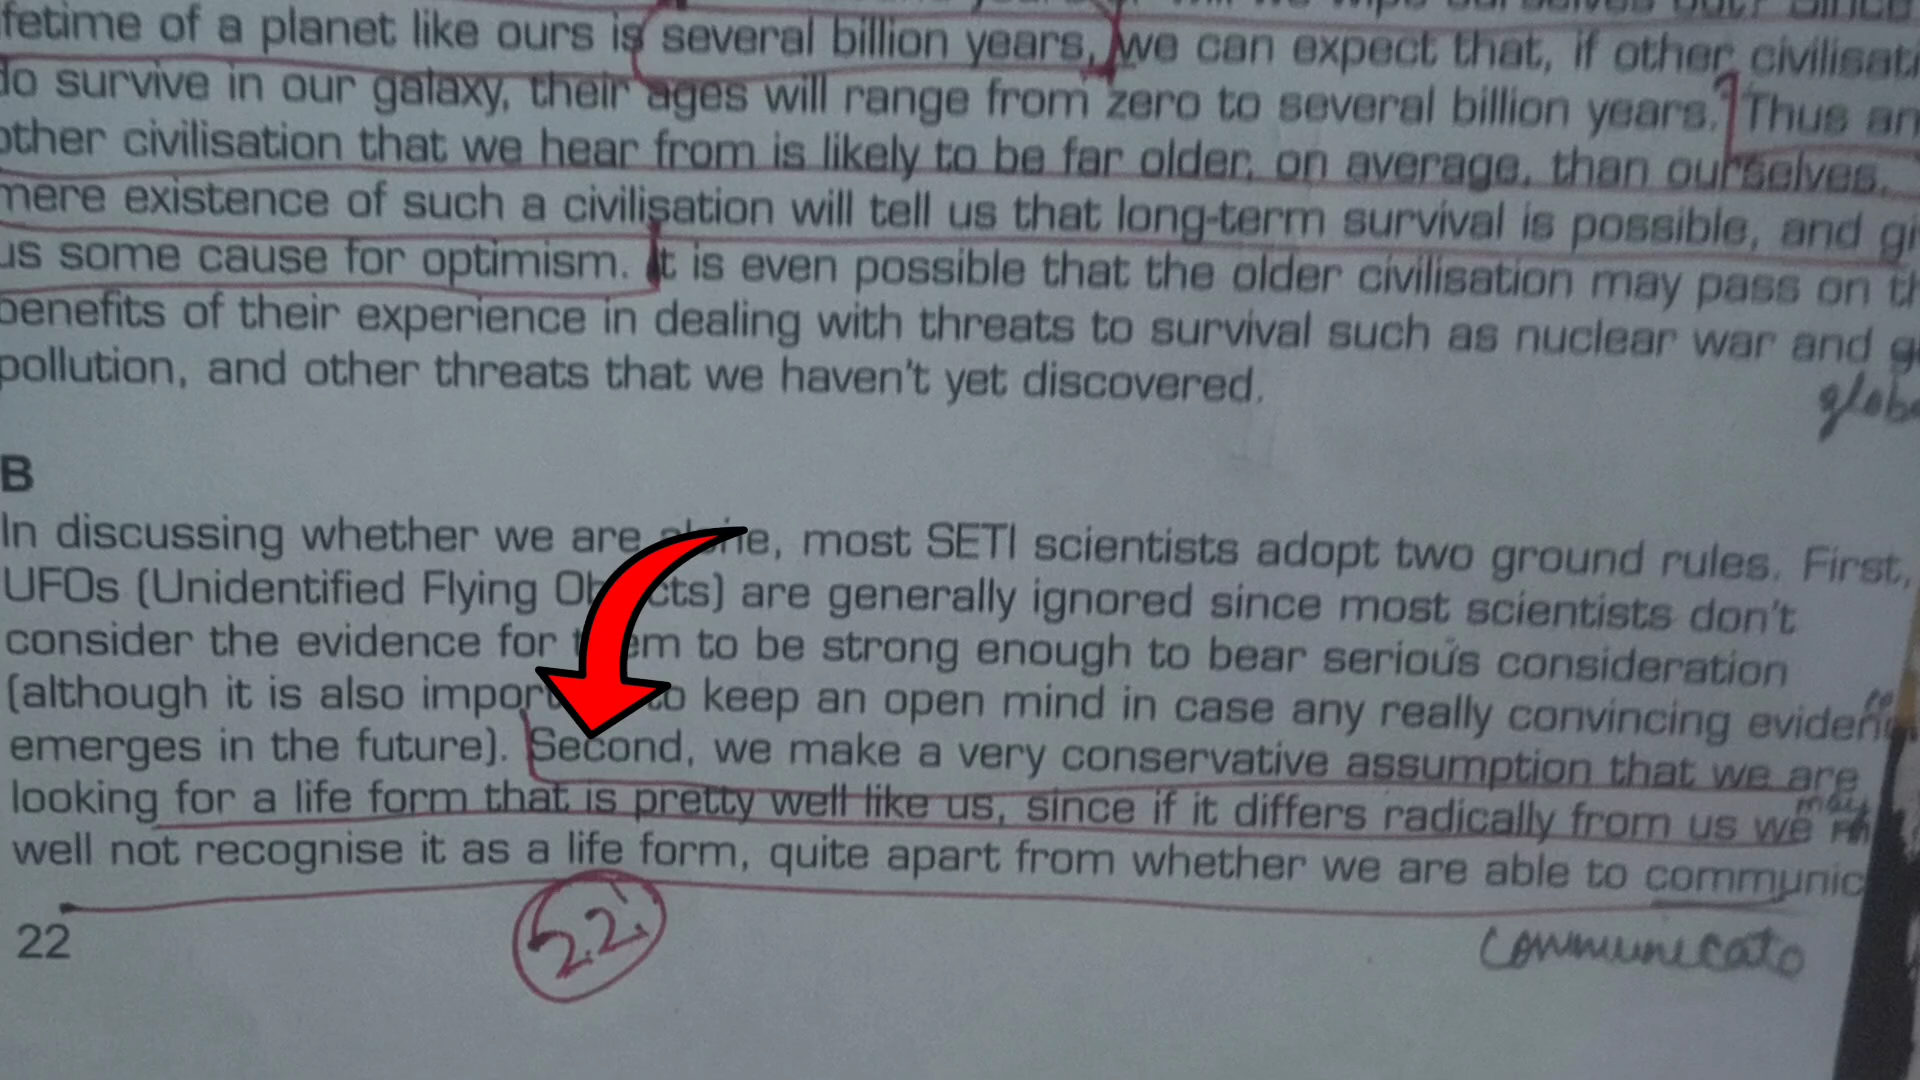 lifetime of a planet like ours is several billion years, we can expect that, if other civilisati
do survive in our galaxy, their ages will range from zero to several billion years. Thus an
other civilisation that we hear from is likely to be far older, on average, than ourselves.
mere existence of such a civilisation will tell us that long-term survival is possible, and gi
us some cause for optimism. It is even possible that the older civilisation may pass on th
benefits of their experience in dealing with threats to survival such as nuclear war and g
pollution, and other threats that we haven't yet discovered.
globa
B
In discussing whether we are alone, most SETI scientists adopt two ground rules. First,
UFOs (Unidentified Flying Objects) are generally ignored since most scientists don't
consider the evidence for them to be strong enough to bear serious consideration
(although it is also important to keep an open mind in case any really convincing eviden
emerges in the future). Second, we make a very conservative assumption that we are
looking for a life form that is pretty well like us, since if it differs radically from us we may
well not recognise it as a life form, quite apart from whether we are able to communic
22
22
communicato